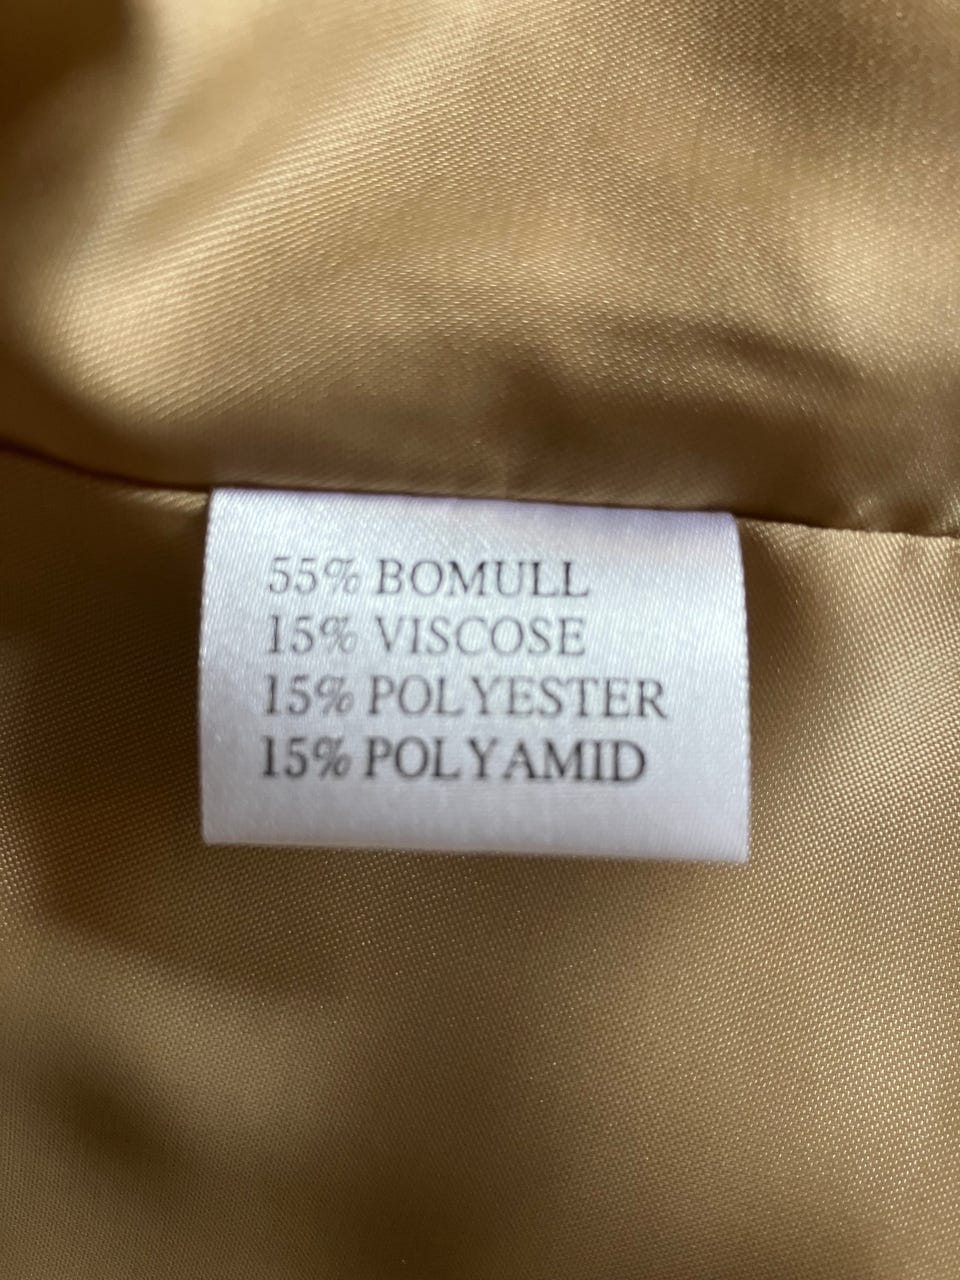 55% BOMULL
15% VISCOSE
15% POLYESTER
15% POLYAMID